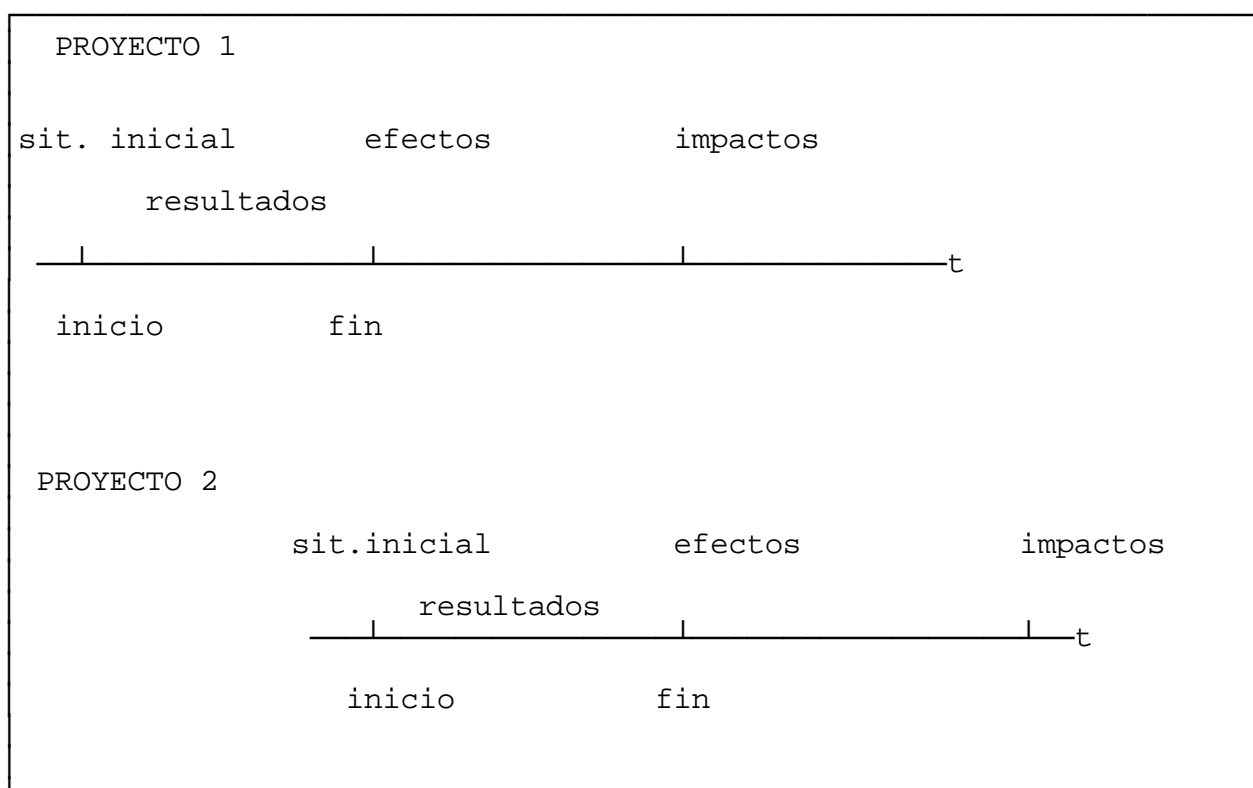 PROYECTO 1
sit. inicial efectos impactos
resultados
t
inicio fin
PROYECTO 2
sit.inicial efectos impactos
resultados
t
inicio fin